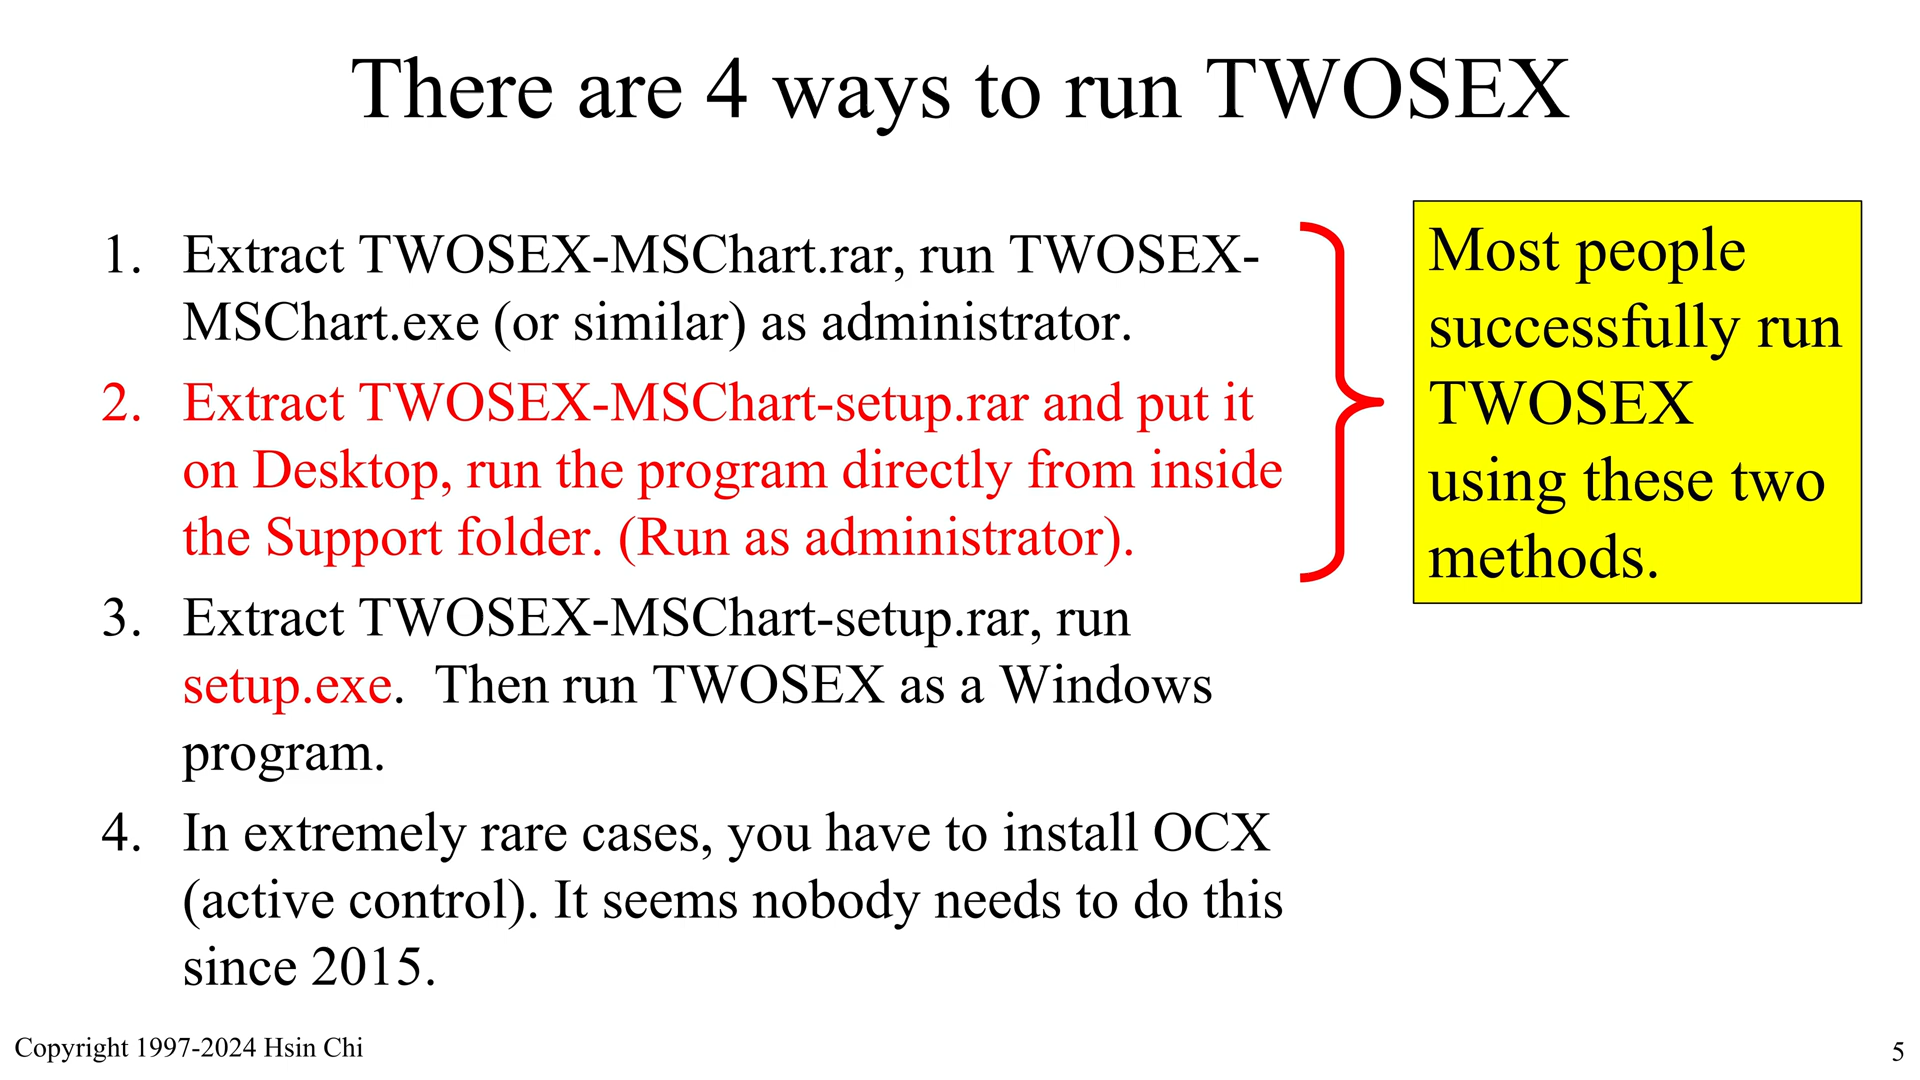 There are 4 ways to run TWOSEX
1. Extract TWOSEX-MSChart.rar, run TWOSEX-
MSChart.exe (or similar) as administrator.
2. Extract TWOSEX-MSChart-setup.rar and put it
on Desktop, run the program directly from inside
the Support folder. (Run as administrator).
3. Extract TWOSEX-MSChart-setup.rar, run
setup.exe.  Then run TWOSEX as a Windows
program.
4. In extremely rare cases, you have to install OCX
(active control). It seems nobody needs to do this
since 2015.
Most people
successfully run
TWOSEX
using these two
methods.
Copyright 1997-2024 Hsin Chi
5